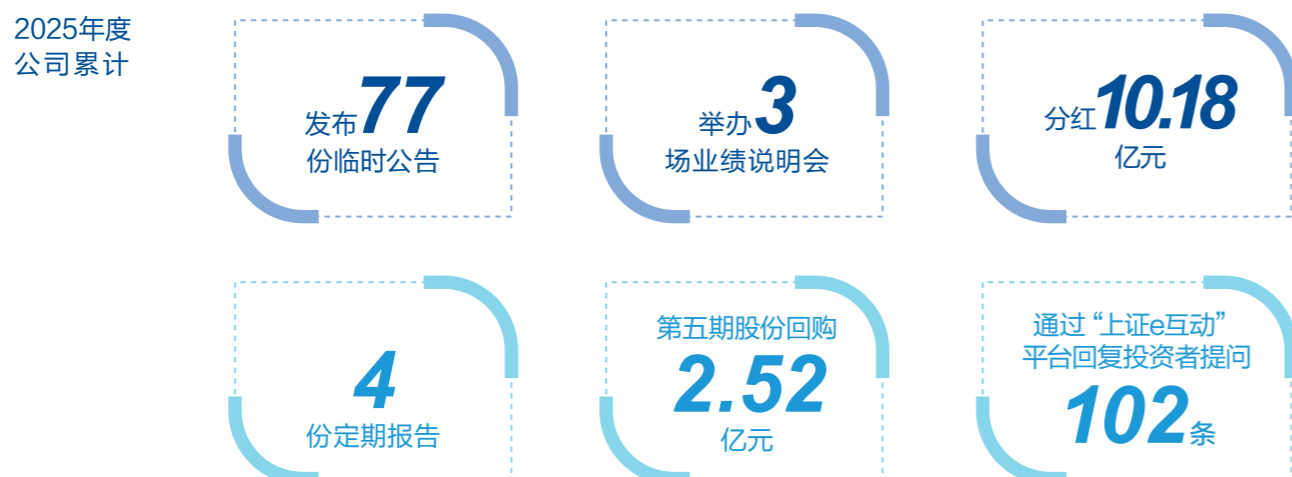 2025年度
公司累计
发布77
份临时公告
举办3
场业绩说明会
分红10.18
亿元
4
份定期报告
第五期股份回购
2.52
亿元
通过“上证e互动”
平台回复投资者提问
102条